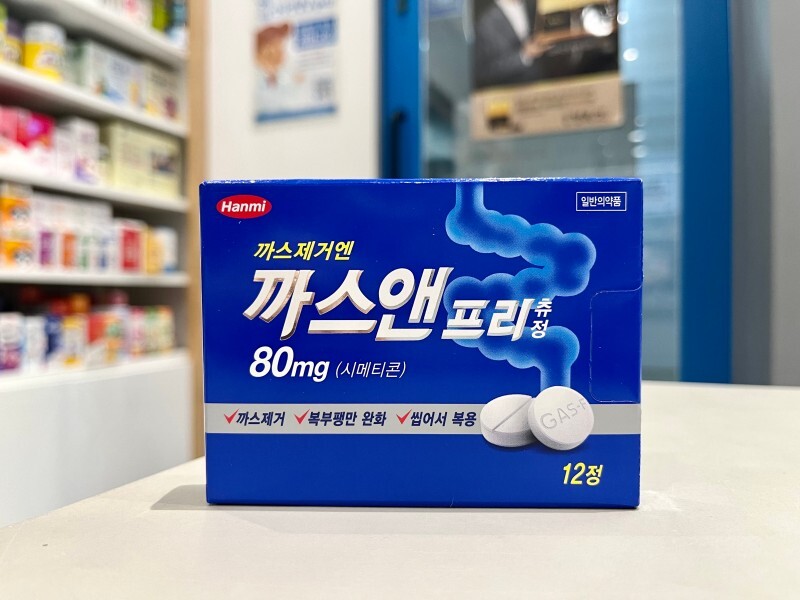 Hanmi
일반의약품
까스제거엔
까스앤프리츄정
80mg (시메티콘)
✓까스제거 ✓복부팽만 완화 ✓씹어서 복용
GAS-F
12정